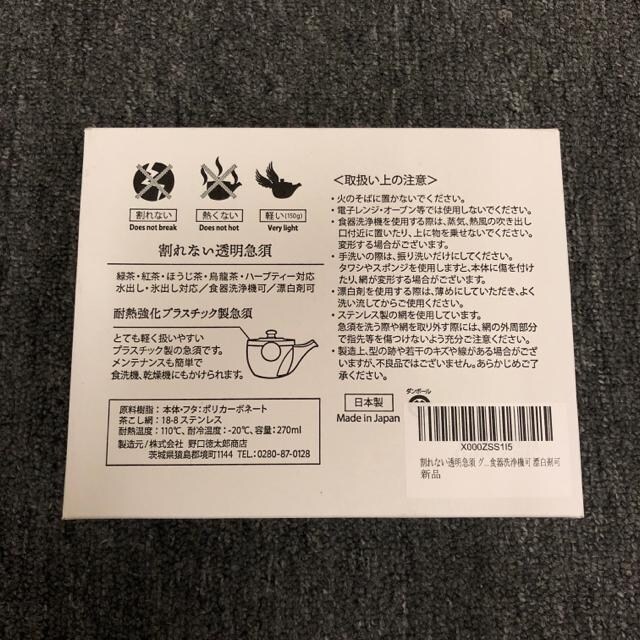 割れない
Does not break
熱くない
Does not hot
軽い(150g)
Very light
割れない透明急須
緑茶・紅茶・ほうじ茶・烏龍茶・ハーブティー対応
水出し・氷出し対応／食器洗浄機可／漂白剤可
耐熱強化プラスチック製急須
とても軽く扱いやすい
プラスチック製の急須です。
メンテナンスも簡単で
食洗機、乾燥機にもかけられます。
原料樹脂：本体・フタ：ポリカーボネート
茶こし網：18-8 ステンレス
耐熱温度：110℃、耐冷温度：-20℃、容量：270ml
製造元／株式会社 野口徳太郎商店
茨城県猿島郡境町1144 TEL、0280-87-0128
＜取扱い上の注意＞
・火のそばに置かないでください。
・電子レンジ・オーブン等では使用しないでください。
・食器洗浄機を使用する際には、蒸気、熱風の吹き出し
口付近に置いたり、上に物を乗せないでください。
変形する場合がございます。
・手洗いの際は、振り洗いだけにしてください。
タワシやスポンジを使用しますと、本体に傷を付け
たり、網が変形する場合がございます。
・漂白剤を使用する際は、薄めにしていただき、よく
洗い流してからご使用ください。
・ステンレス製の網を使用しています。
急須を洗う際や網を取り外す際には、網の外周部分
で指先等を傷つけないよう充分ご注意ください。
・製造上、型の跡や若干のキズや線がある場合がござ
いますが、不良品ではございません。あらかじめご了
承ください。
日本製
Made in Japan
ダンボール
X000ZSS1I5
割れない透明急須 グ...食器洗浄機可 漂白剤可
新品